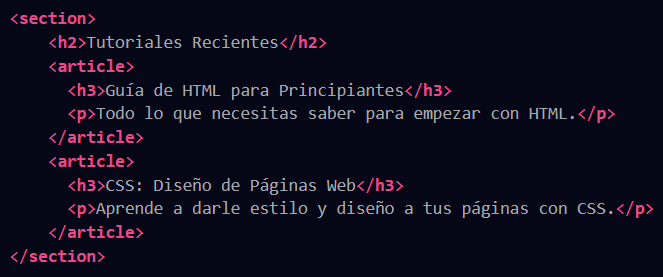 <section>
<h2>Tutoriales Recientes</h2>
<article>
<h3>Guía de HTML para Principiantes</h3>
<p>Todo lo que necesitas saber para empezar con HTML.</p>
</article>
<article>
<h3>CSS: Diseño de Páginas Web</h3>
<p>Aprende a darle estilo y diseño a tus páginas con CSS.</p>
</article>
</section>